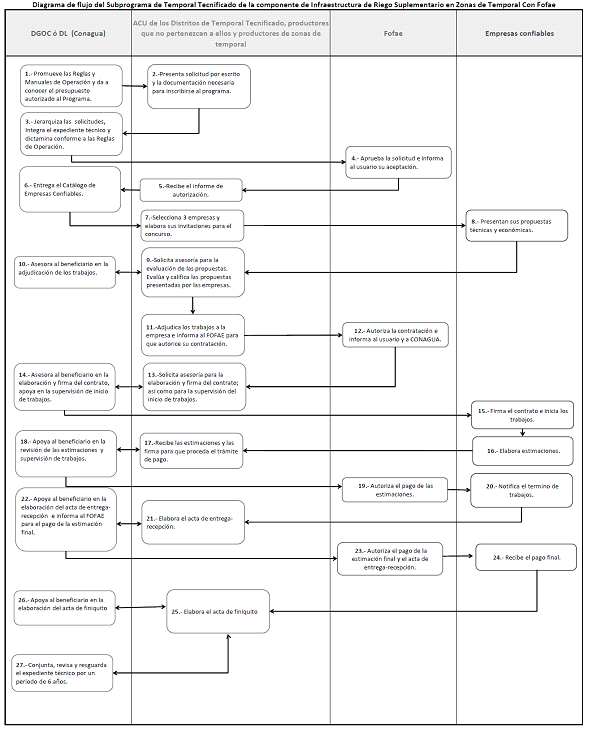 Diagrama de flujo del Subprograma de Temporal Tecnificado de la componente de Infraestructura de Riego Suplementario en Zonas de Temporal Con Fofae
DGOC ó DL (Conagua)
ACU de los Distritos de Temporal Tecnificado, productores
que no pertenezcan a ellos y productores de zonas de
temporal
Fofae
Empresas confiables
1.- Promueve las Reglas y
Manuales de Operación y da a
conocer el presupuesto
autorizado al Programa.
2.-Presenta solicitud por escrito
y la documentación necesaria
para inscribirse al programa.
3.- Jerarquiza las solicitudes,
Integra el expediente técnico y
dictamina conforme a las Reglas
de Operación.
4.- Aprueba la solicitud e informa
al usuario su aceptación.
5.-Recibe el informe de
autorización.
6.- Entrega el Catálogo de
Empresas Confiables.
7.-Selecciona 3 empresas y
elabora sus invitaciones para el
concurso.
8.- Presentan sus propuestas
técnicas y económicas.
9.-Solicita asesoría para la
evaluación de las propuestas.
Evalúa y califica las propuestas
presentadas por las empresas.
10.- Asesora al beneficiario en la
adjudicación de los trabajos.
11.-Adjudica los trabajos a la
empresa e informa al FOFAE para
que autorice su contratación.
12.- Autoriza la contratación e
informa al usuario y a CONAGUA.
14.- Asesora al beneficiario en la
elaboración y firma del contrato,
apoya en la supervisión de inicio
de trabajos.
13.-Solicita asesoría para la
elaboración y firma del contrato;
así como para la supervisión del
inicio de trabajos.
15.- Firma el contrato e inicia los
trabajos.
18.- Apoya al beneficiario en la
revisión de las estimaciones y
supervisión de trabajos.
17.-Recibe las estimaciones y las
firma para que proceda el trámite
de pago.
16.- Elabora estimaciones.
19.- Autoriza el pago de las
estimaciones.
20.- Notifica el termino de
trabajos.
22.- Apoya al beneficiario en la
elaboración del acta de entrega-
recepción e informa al FOFAE
para el pago de la estimación
final.
21.- Elabora el acta de entrega-
recepción.
23.- Autoriza el pago de la
estimación final y el acta de
entrega-recepción.
24.- Recibe el pago final.
26.- Apoya al beneficiario en la
elaboración del acta de finiquito
25.- Elabora el acta de finiquito
27.- Conjunta, revisa y resguarda
el expediente técnico por un
periodo de 6 años.